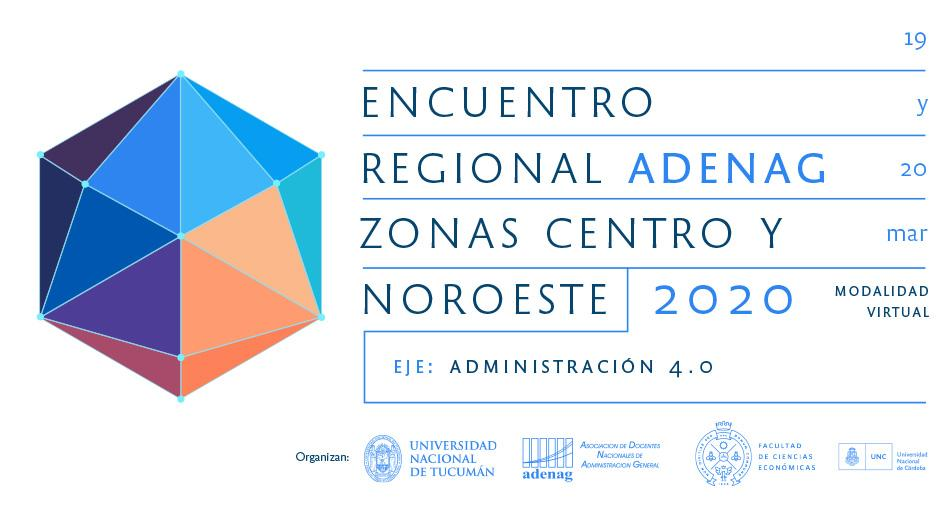 19
ENCUENTRO
y
REGIONAL ADENAG
20
ZONAS CENTRO Y
mar
NOROESTE
2020
MODALIDAD
VIRTUAL
EJE: ADMINISTRACIÓN 4.0
Organizan:
UNIVERSIDAD
NACIONAL
DE TUCUMÁN
adenag
ASOCIACION DE DOCENTES
NACIONALES DE
ADMINISTRACION GENERAL
FACULTAD
DE CIENCIAS
ECONÓMICAS
UNC
Universidad
Nacional
de Córdoba